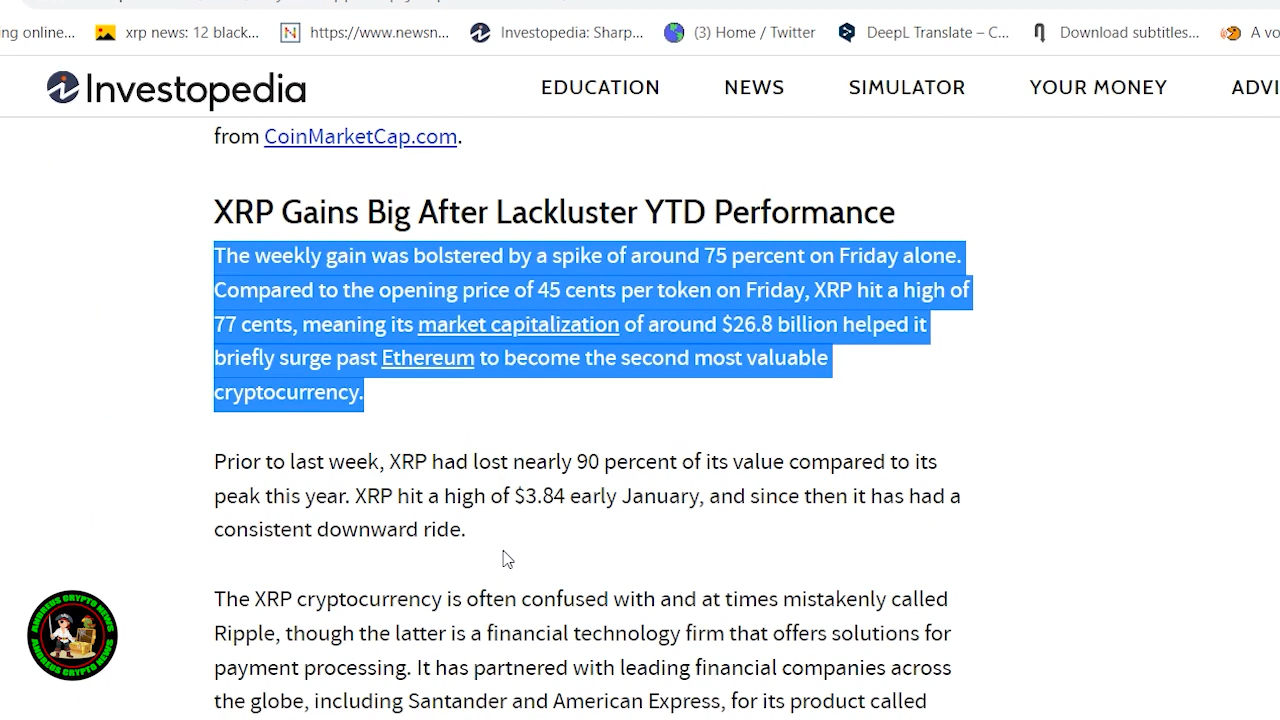 ng online... xrp news: 12 black... https://www.newsn... Investopedia: Sharp... (3) Home / Twitter DeepL Translate – C... Download subtitles... A vo
Investopedia EDUCATION NEWS SIMULATOR YOUR MONEY ADVI
from CoinMarketCap.com.
XRP Gains Big After Lackluster YTD Performance
The weekly gain was bolstered by a spike of around 75 percent on Friday alone.
Compared to the opening price of 45 cents per token on Friday, XRP hit a high of
77 cents, meaning its market capitalization of around $26.8 billion helped it
briefly surge past Ethereum to become the second most valuable
cryptocurrency.
Prior to last week, XRP had lost nearly 90 percent of its value compared to its
peak this year. XRP hit a high of $3.84 early January, and since then it has had a
consistent downward ride.
The XRP cryptocurrency is often confused with and at times mistakenly called
Ripple, though the latter is a financial technology firm that offers solutions for
payment processing. It has partnered with leading financial companies across
the globe, including Santander and American Express, for its product called
ANDREUS CRYPTO NEWS
ANDREUS CRYPTO NEWS